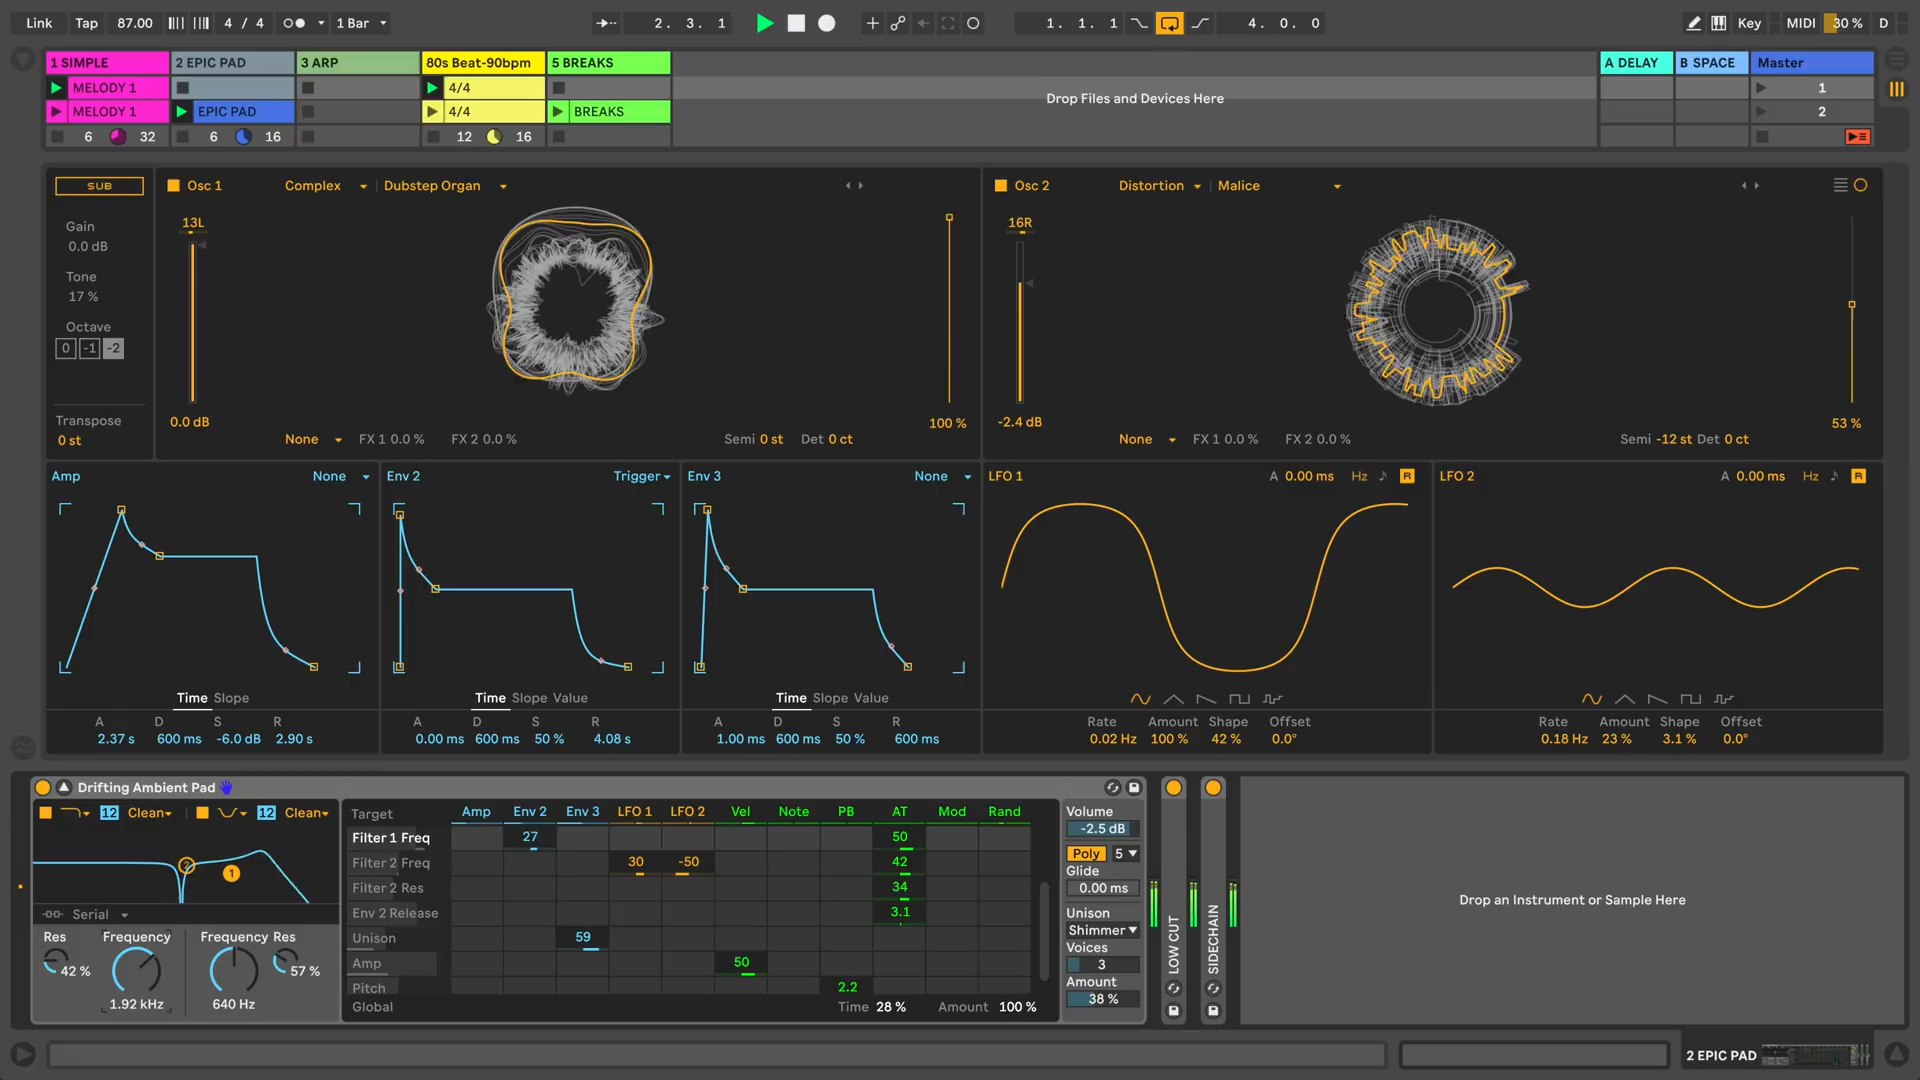 Link Tap 87.00 4 / 4 1 Bar 2. 3. 1 1. 1. 1 4. 0. 0 Key MIDI 30 % D
1 SIMPLE 2 EPIC PAD 3 ARP 80s Beat-90bpm 5 BREAKS A DELAY B SPACE Master
MELODY 1 4/4 1
Drop Files and Devices Here
MELODY 1 EPIC PAD 4/4 BREAKS 2
6 32 6 16 12 16
SUB Osc 1 Complex Dubstep Organ Osc 2 Distortion Malice
13L 16R
Gain
0.0 dB
Tone
17 %
Octave
0 -1 -2
Transpose 0.0 dB 100 % -2.4 dB 53 %
0 st None FX 1 0.0 % FX 2 0.0 % Semi 0 st Det 0 ct None FX 1 0.0 % FX 2 0.0 % Semi -12 st Det 0 ct
Amp None Env 2 Trigger Env 3 None LFO 1 A 0.00 ms Hz R LFO 2 A 0.00 ms Hz R
Time Slope Time Slope Value Time Slope Value
A D S R A D S R A D S R Rate Amount Shape Offset Rate Amount Shape Offset
2.37 s 600 ms -6.0 dB 2.90 s 0.00 ms 600 ms 50 % 4.08 s 1.00 ms 600 ms 50 % 600 ms 0.02 Hz 100 % 42 % 0.0° 0.18 Hz 23 % 3.1 % 0.0°
Drifting Ambient Pad
12 Clean 12 Clean
2 1
Serial
Res Frequency Frequency Res
42 % 57 %
1.92 kHz 640 Hz
Target Amp Env 2 Env 3 LFO 1 LFO 2 Vel Note PB AT Mod Rand
Filter 1 Freq 27 50
Filter 2 Freq 30 -50 42
Filter 2 Res 34
Env 2 Release 3.1
Unison 59
Amp 50
Pitch 2.2
Global Time 28 % Amount 100 %
Volume
-2.5 dB
Poly 5
Glide
0.00 ms
Unison
Shimmer
Voices
3
Amount
38 %
LOW CUT
SIDECHAIN
Drop an Instrument or Sample Here
2 EPIC PAD